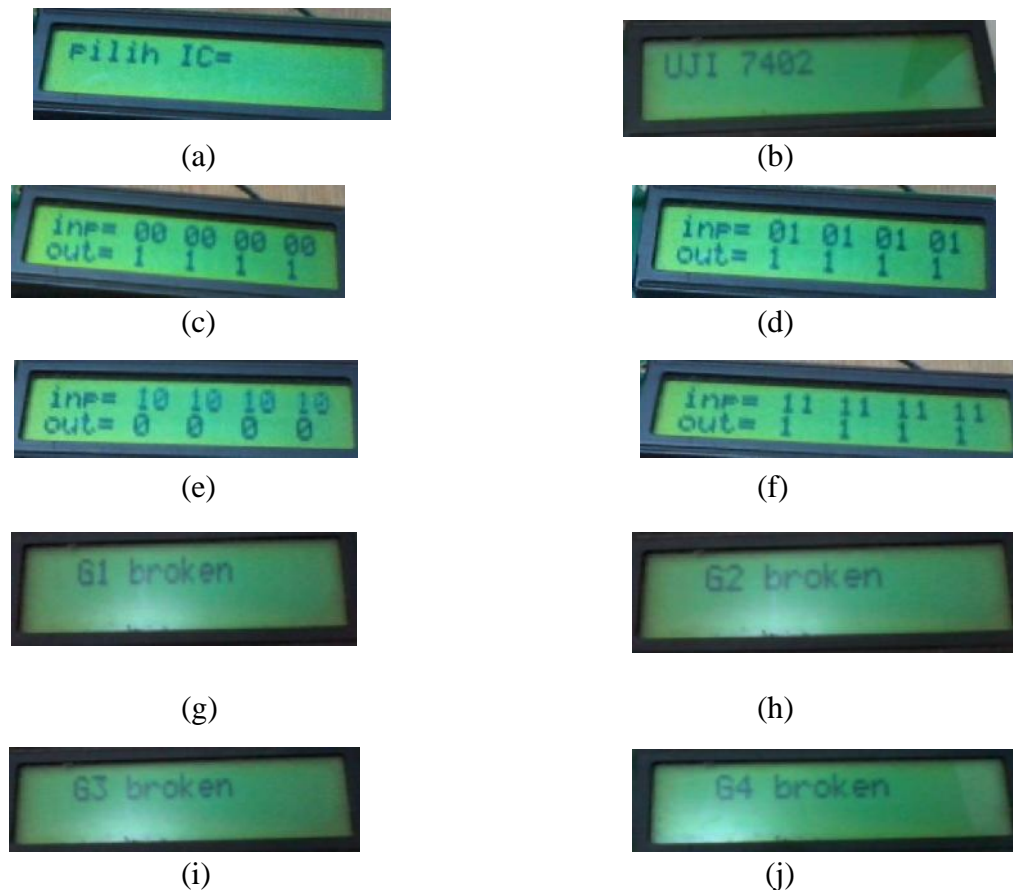 pilih IC=
(a)
UJI 7402
(b)
inp= 00 00 00 00
out= 1 1 1 1
(c)
inp= 01 01 01 01
out= 1 1 1 1
(d)
inp= 10 10 10 10
out= 0 0 0 0
(e)
inp= 11 11 11 11
out= 1 1 1 1
(f)
G1 broken
(g)
G2 broken
(h)
G3 broken
(i)
G4 broken
(j)